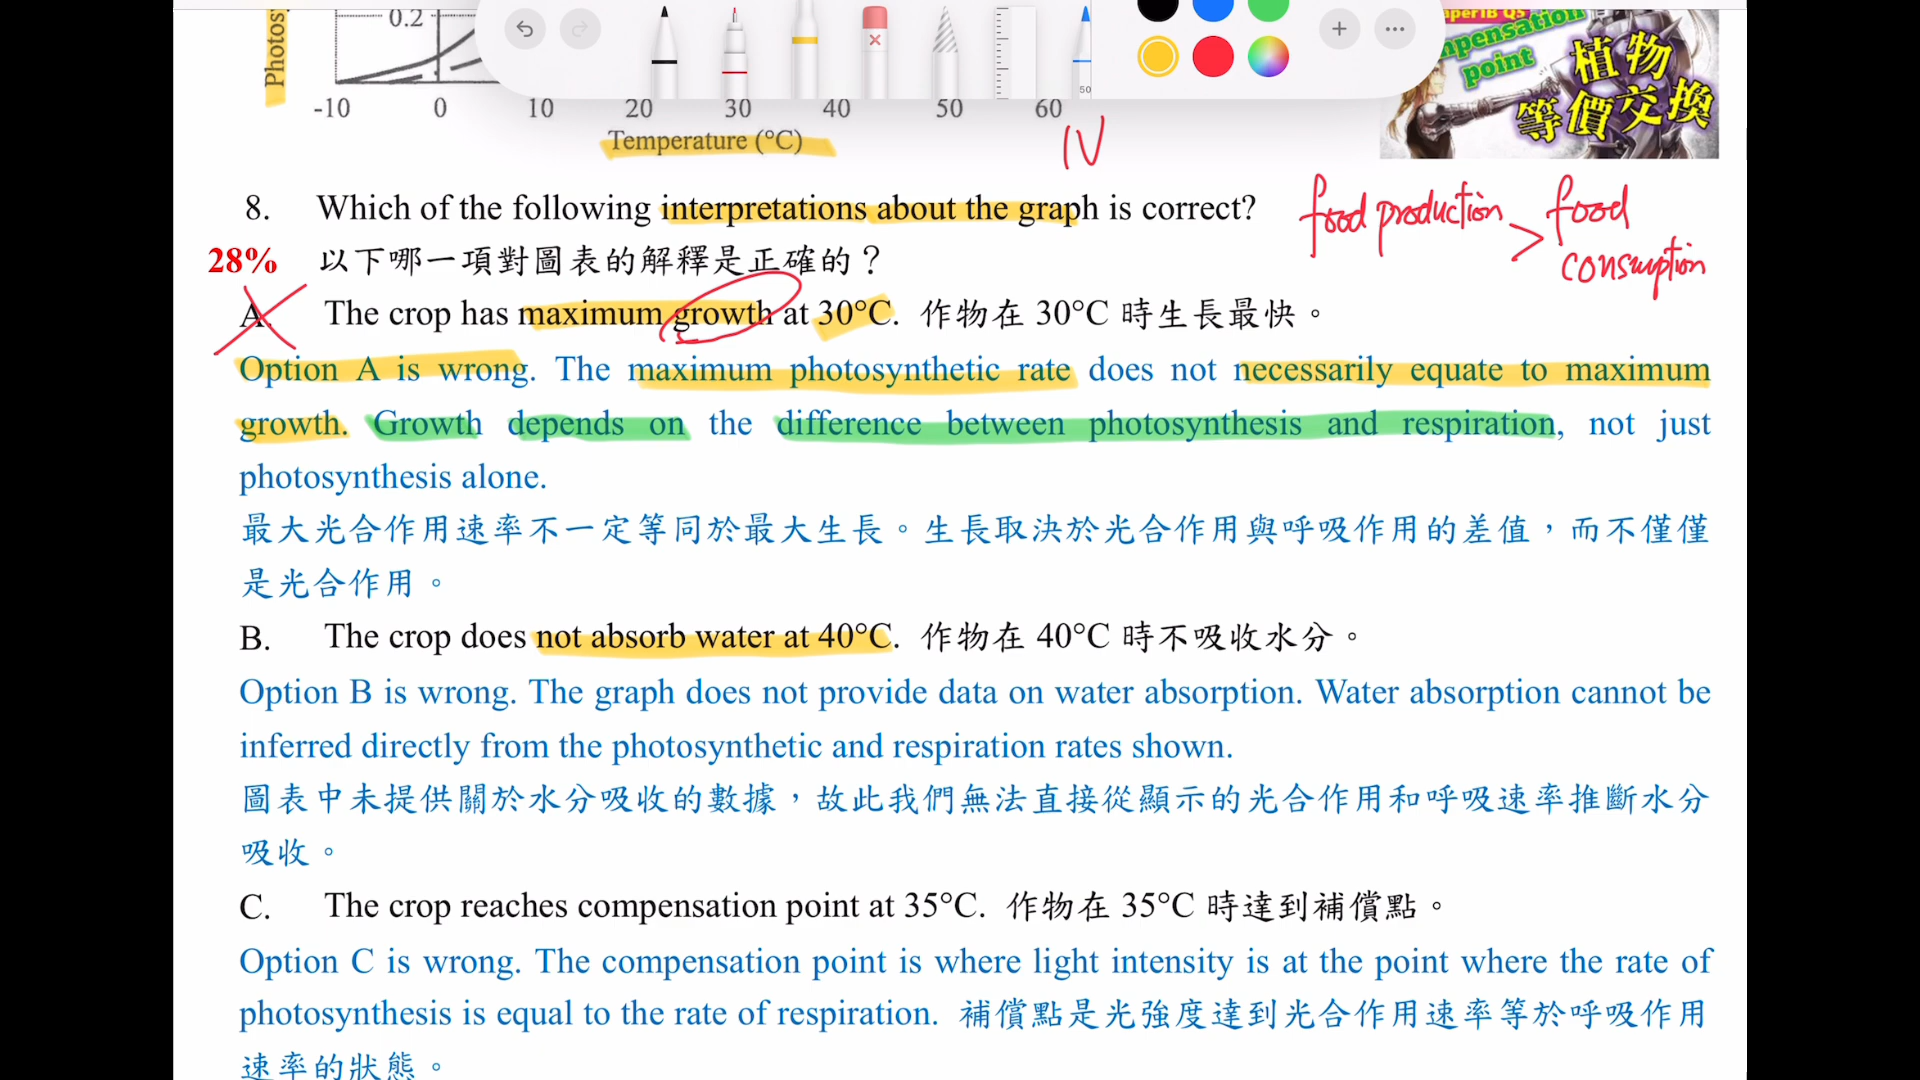 Photos
0.2
-10 0 10 20 30 40 50 60
50
Temperature (°C)
IV
mpensation
point
植物
等價交換
8. Which of the following interpretations about the graph is correct?
food production > food consumption
28% 以下哪一項對圖表的解釋是正確的？
A. The crop has maximum growth at 30°C. 作物在 30°C 時生長最快。
Option A is wrong. The maximum photosynthetic rate does not necessarily equate to maximum
growth. Growth depends on the difference between photosynthesis and respiration, not just
photosynthesis alone.
最大光合作用速率不一定等同於最大生長。生長取決於光合作用與呼吸作用的差值，而不僅僅
是光合作用。
B. The crop does not absorb water at 40°C. 作物在 40°C 時不吸收水分。
Option B is wrong. The graph does not provide data on water absorption. Water absorption cannot be
inferred directly from the photosynthetic and respiration rates shown.
圖表中未提供關於水分吸收的數據，故此我們無法直接從顯示的光合作用和呼吸速率推斷水分
吸收。
C. The crop reaches compensation point at 35°C. 作物在 35°C 時達到補償點。
Option C is wrong. The compensation point is where light intensity is at the point where the rate of
photosynthesis is equal to the rate of respiration. 補償點是光強度達到光合作用速率等於呼吸作用
速率的狀態。